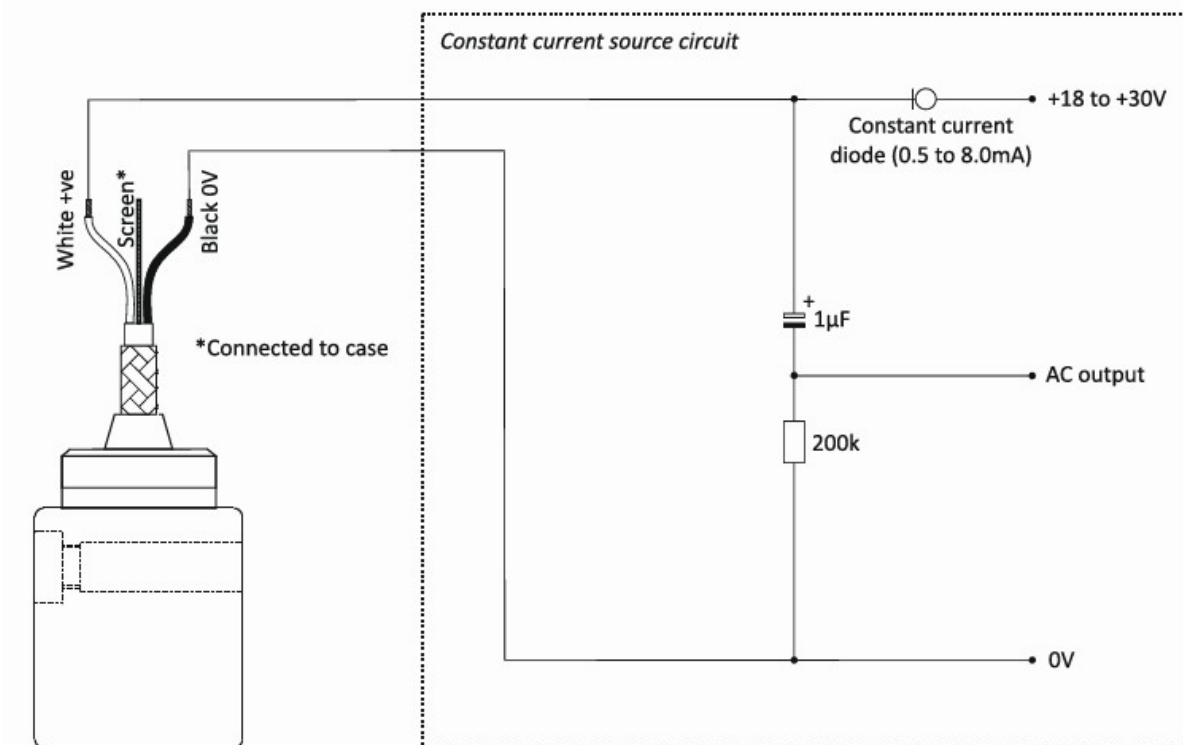 Constant current source circuit
+18 to +30V
Constant current
diode (0.5 to 8.0mA)
White +ve
Screen*
Black 0V
+
1µF
*Connected to case
AC output
200k
0V